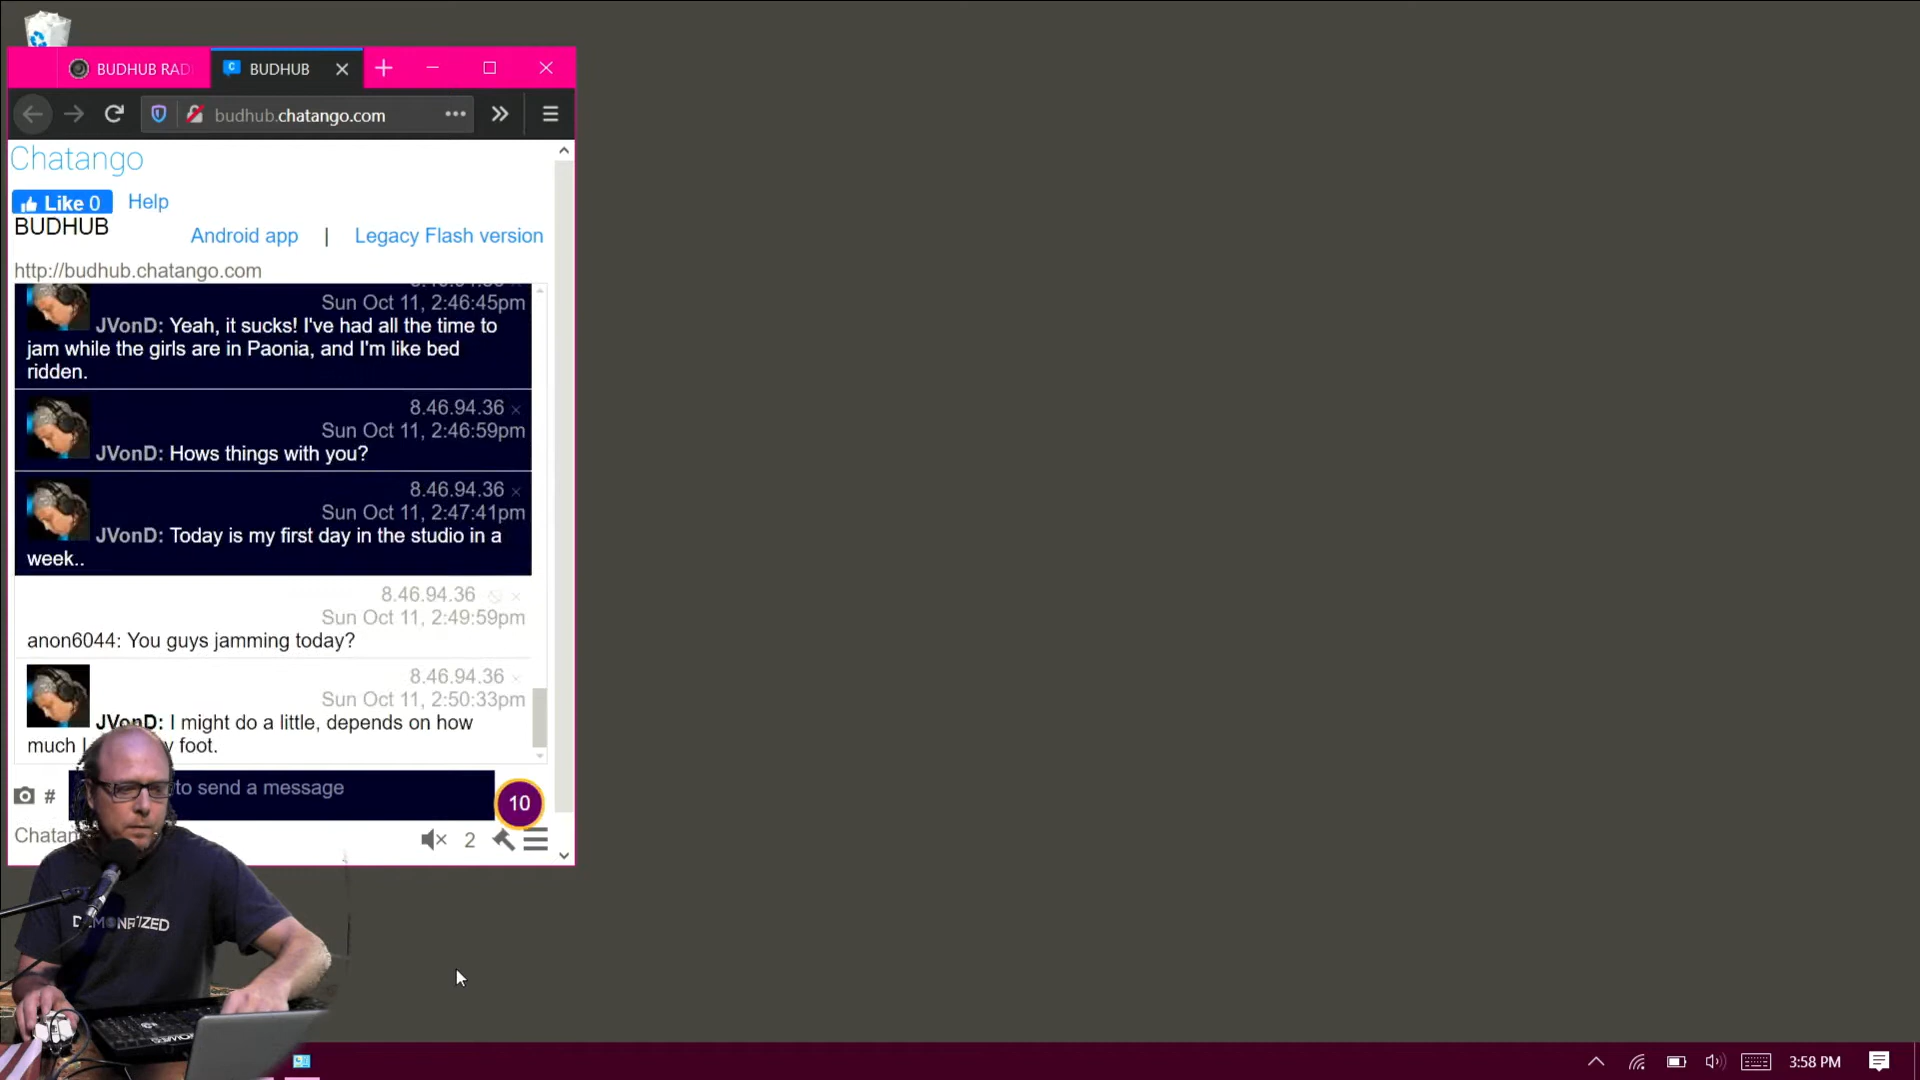 BUDHUB RAD
BUDHUB
budhub.chatango.com
Chatango
Like 0
Help
BUDHUB
Android app | Legacy Flash version
http://budhub.chatango.com
Sun Oct 11, 2:46:45pm
JVonD: Yeah, it sucks! I've had all the time to
jam while the girls are in Paonia, and I'm like bed
ridden.
8.46.94.36
Sun Oct 11, 2:46:59pm
JVonD: Hows things with you?
8.46.94.36
Sun Oct 11, 2:47:41pm
JVonD: Today is my first day in the studio in a
week..
8.46.94.36
Sun Oct 11, 2:49:59pm
anon6044: You guys jamming today?
8.46.94.36
Sun Oct 11, 2:50:33pm
JVonD: I might do a little, depends on how
much foot.
# to send a message
10
2
DEMONETIZED
3:58 PM